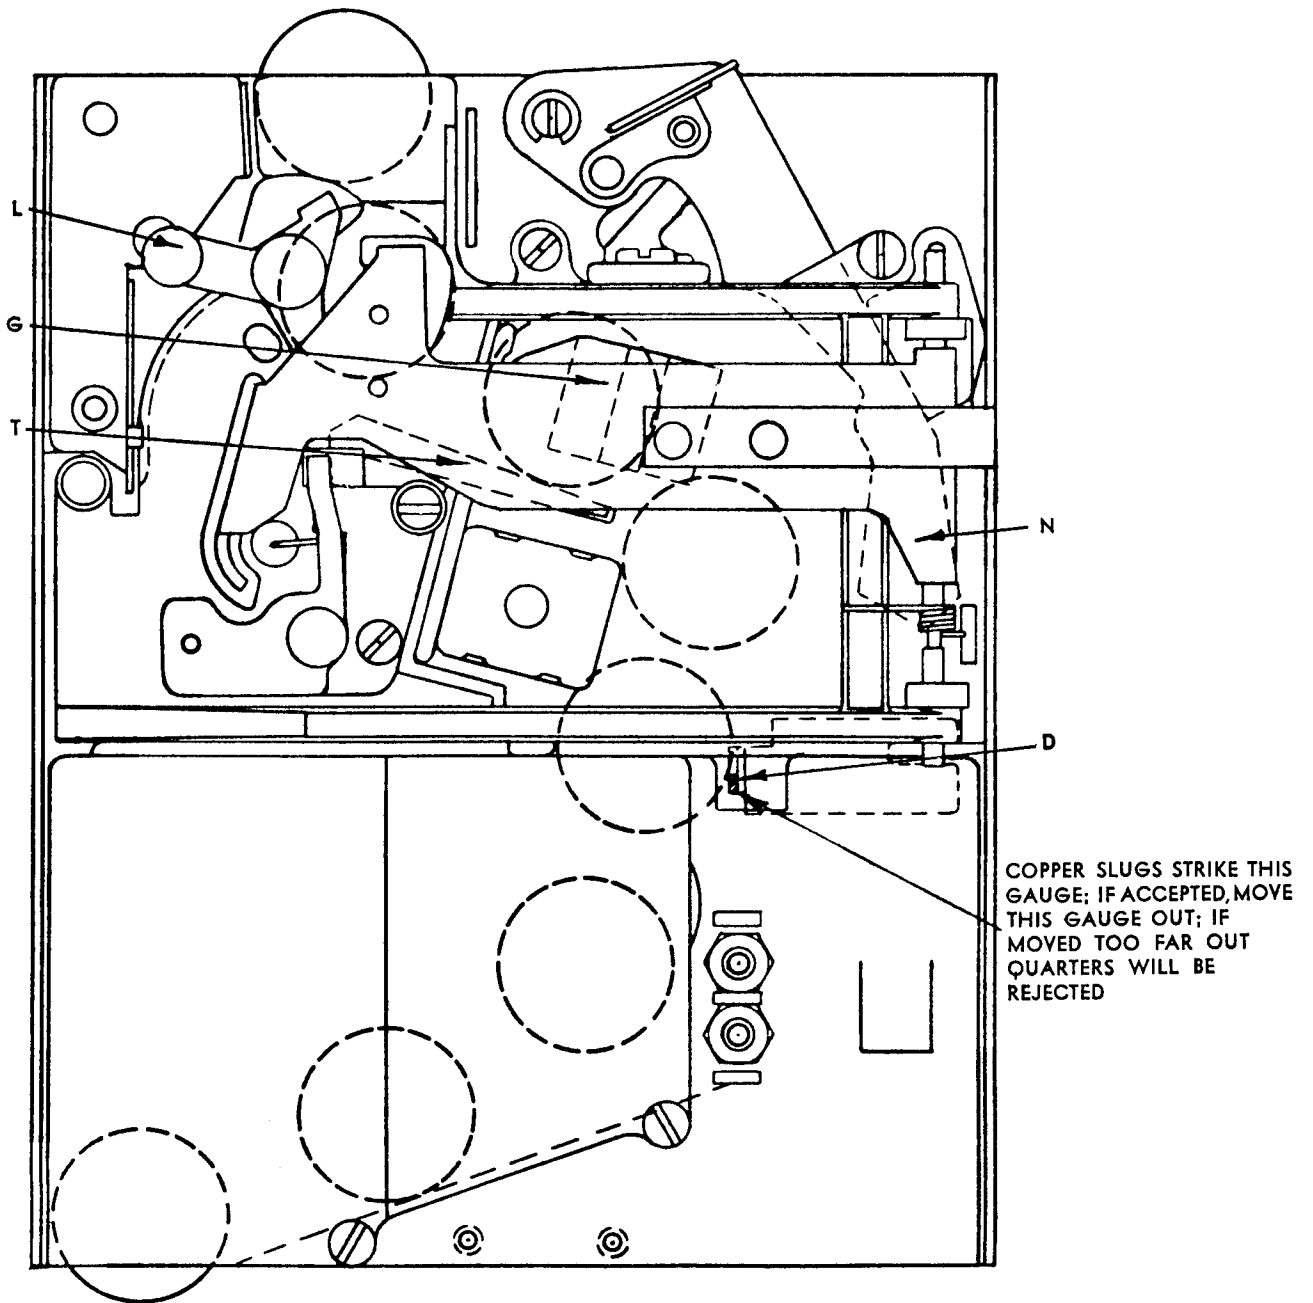 L
G
T
N
D
COPPER SLUGS STRIKE THIS
GAUGE; IF ACCEPTED, MOVE
THIS GAUGE OUT; IF
MOVED TOO FAR OUT
QUARTERS WILL BE
REJECTED